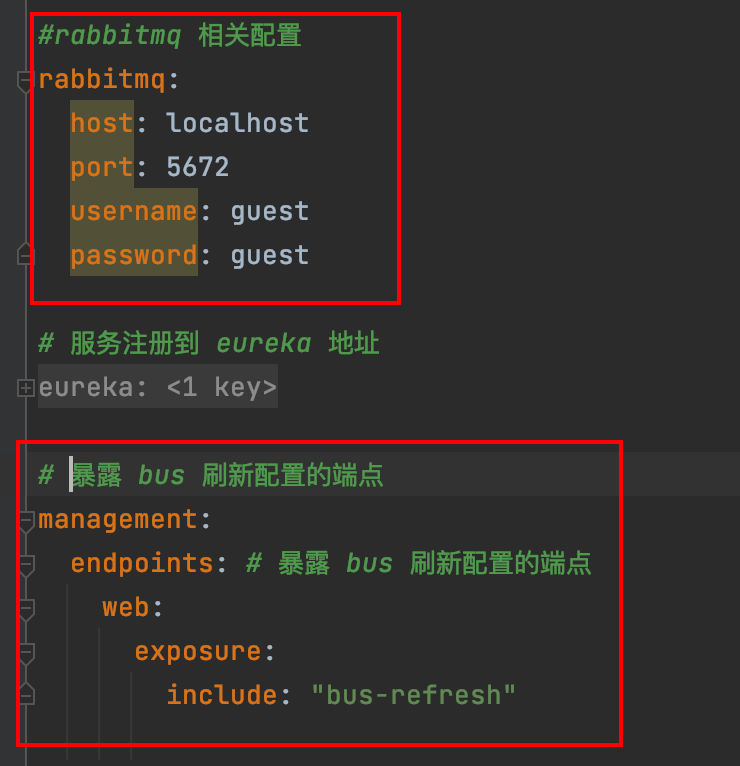 #rabbitmq 相关配置
rabbitmq:
  host: localhost
  port: 5672
  username: guest
  password: guest
# 服务注册到 eureka 地址
eureka: <1 key>
# 暴露 bus 刷新配置的端点
management:
  endpoints: # 暴露 bus 刷新配置的端点
    web:
      exposure:
        include: "bus-refresh"